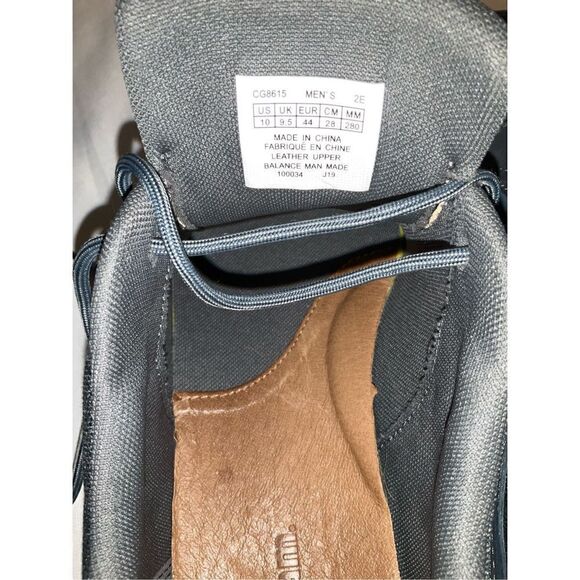 CG8615 MEN'S 2E
US UK EUR CM MM
10 9.5 44 28 280
MADE IN CHINA
FABRIQUÉ EN CHINE
LEATHER UPPER
BALANCE MAN MADE
100034 J19